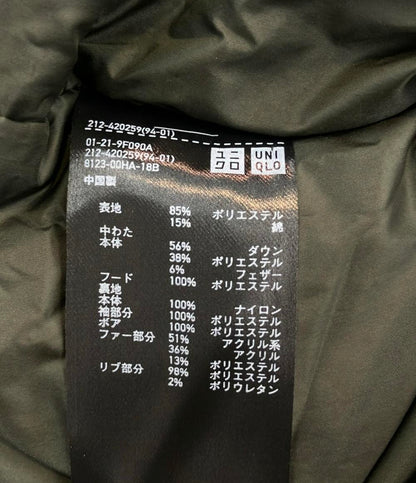 212-420259(94-01)
01-21-9F090A
212-420259(94-01)
8123-00HA-18B
ユニ
クロ
UNI
QLO
中国製
表地 85% ポリエステル
15% 綿
中わた
本体 56% ダウン
38% ポリエステル
6% フェザー
フード 100% ポリエステル
裏地
本体 100% ナイロン
袖部分 100% ポリエステル
ボア 100% ポリエステル
ファー部分 51% アクリル系
36% アクリル
13% ポリエステル
リブ部分 98% ポリエステル
2% ポリウレタン